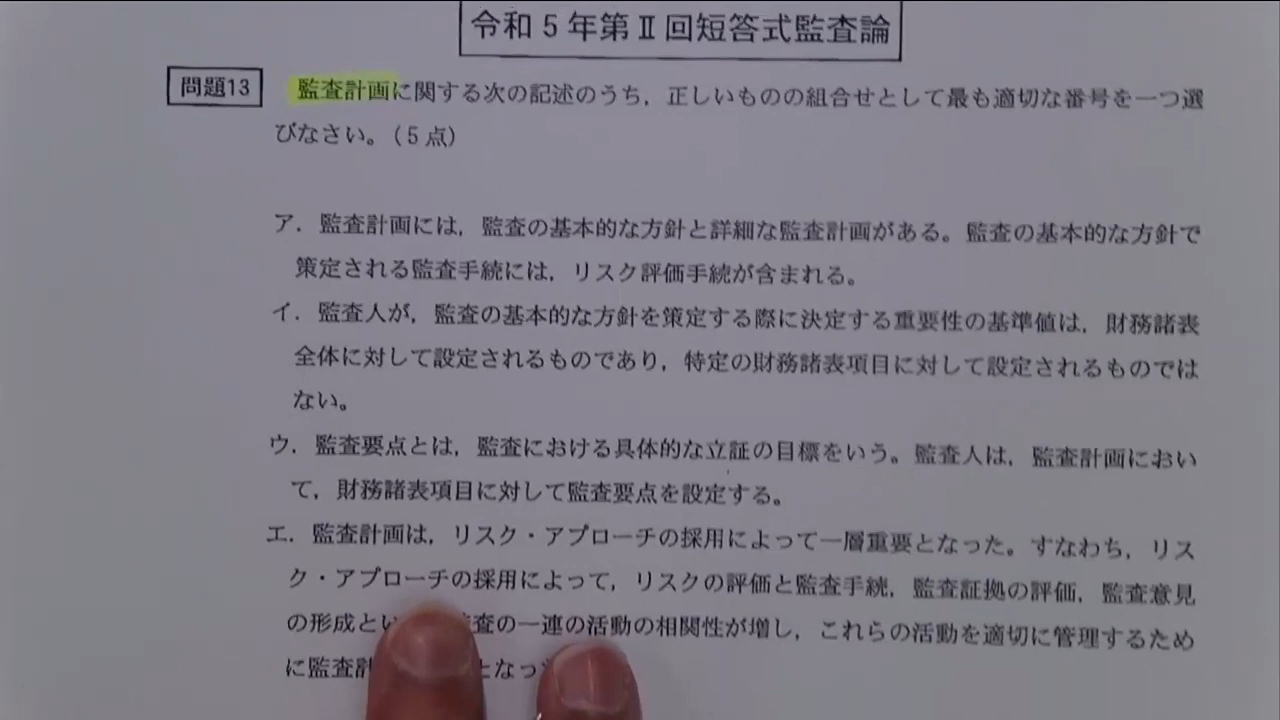 令和5年第Ⅱ回短答式監査論
問題13 監査計画に関する次の記述のうち，正しいものの組合せとして最も適切な番号を一つ選
びなさい。（5点）
ア．監査計画には，監査の基本的な方針と詳細な監査計画がある。監査の基本的な方針で
策定される監査手続には，リスク評価手続が含まれる。
イ．監査人が，監査の基本的な方針を策定する際に決定する重要性の基準値は，財務諸表
全体に対して設定されるものであり，特定の財務諸表項目に対して設定されるものでは
ない。
ウ．監査要点とは，監査における具体的な立証の目標をいう。監査人は，監査計画におい
て，財務諸表項目に対して監査要点を設定する。
エ．監査計画は，リスク・アプローチの採用によって一層重要となった。すなわち，リス
ク・アプローチの採用によって，リスクの評価と監査手続，監査証拠の評価，監査意見
の形成とい 監査の一連の活動の相関性が増し，これらの活動を適切に管理するため
に監査計 となっ